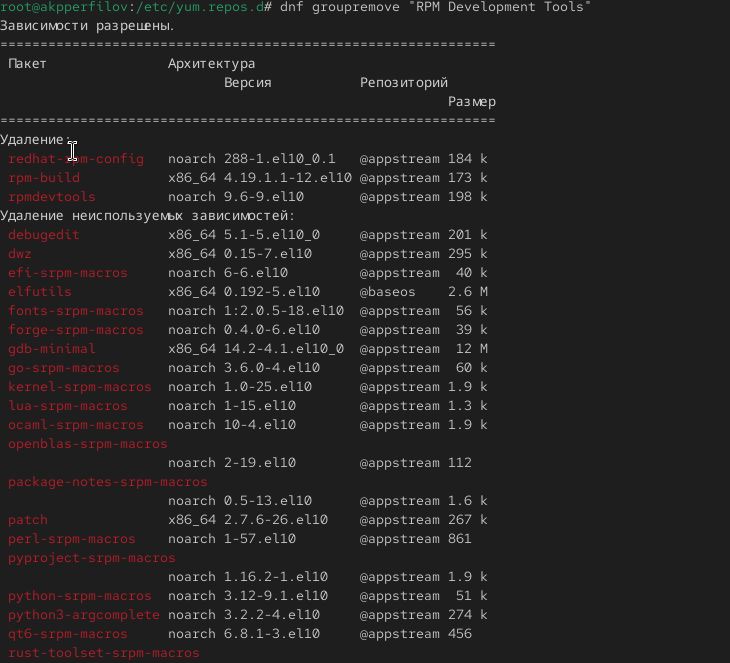 root@akpperfilov:/etc/yum.repos.d# dnf groupremove "RPM Development Tools"
Зависимости разрешены.
=============================================================
Пакет Архитектура
Версия Репозиторий
Размер
=============================================================
Удаление:
redhat-rpm-config noarch 288-1.el10_0.1 @appstream 184 k
rpm-build x86_64 4.19.1.1-12.el10 @appstream 173 k
rpmdevtools noarch 9.6-9.el10 @appstream 198 k
Удаление неиспользуемых зависимостей:
debugedit x86_64 5.1-5.el10_0 @appstream 201 k
dwz x86_64 0.15-7.el10 @appstream 295 k
efi-srpm-macros noarch 6-6.el10 @appstream 40 k
elfutils x86_64 0.192-5.el10 @baseos 2.6 M
fonts-srpm-macros noarch 1:2.0.5-18.el10 @appstream 56 k
forge-srpm-macros noarch 0.4.0-6.el10 @appstream 39 k
gdb-minimal x86_64 14.2-4.1.el10_0 @appstream 12 M
go-srpm-macros noarch 3.6.0-4.el10 @appstream 60 k
kernel-srpm-macros noarch 1.0-25.el10 @appstream 1.9 k
lua-srpm-macros noarch 1-15.el10 @appstream 1.3 k
ocaml-srpm-macros noarch 10-4.el10 @appstream 1.9 k
openblas-srpm-macros
noarch 2-19.el10 @appstream 112
package-notes-srpm-macros
noarch 0.5-13.el10 @appstream 1.6 k
patch x86_64 2.7.6-26.el10 @appstream 267 k
perl-srpm-macros noarch 1-57.el10 @appstream 861
pyproject-srpm-macros
noarch 1.16.2-1.el10 @appstream 1.9 k
python-srpm-macros noarch 3.12-9.1.el10 @appstream 51 k
python3-argcomplete noarch 3.2.2-4.el10 @appstream 274 k
qt6-srpm-macros noarch 6.8.1-3.el10 @appstream 456
rust-toolset-srpm-macros